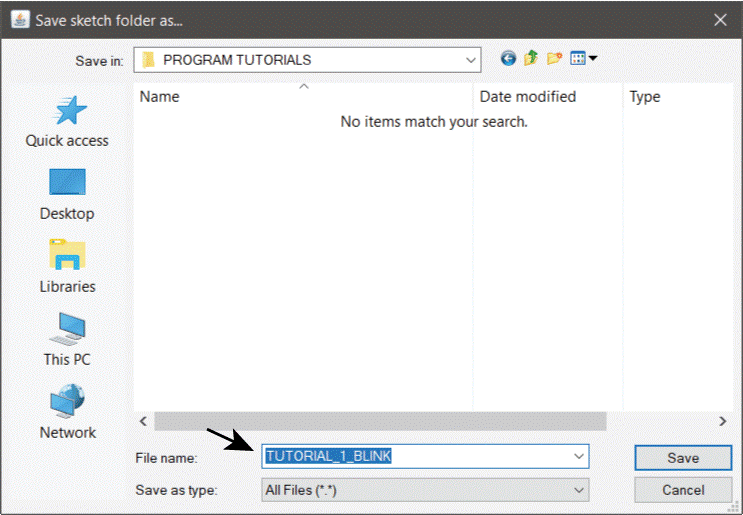 Save sketch folder as...
Save in: PROGRAM TUTORIALS
Name Date modified Type
No items match your search.
Quick access
Desktop
Libraries
This PC
Network
File name: TUTORIAL_1_BLINK Save
Save as type: All Files (*.*) Cancel